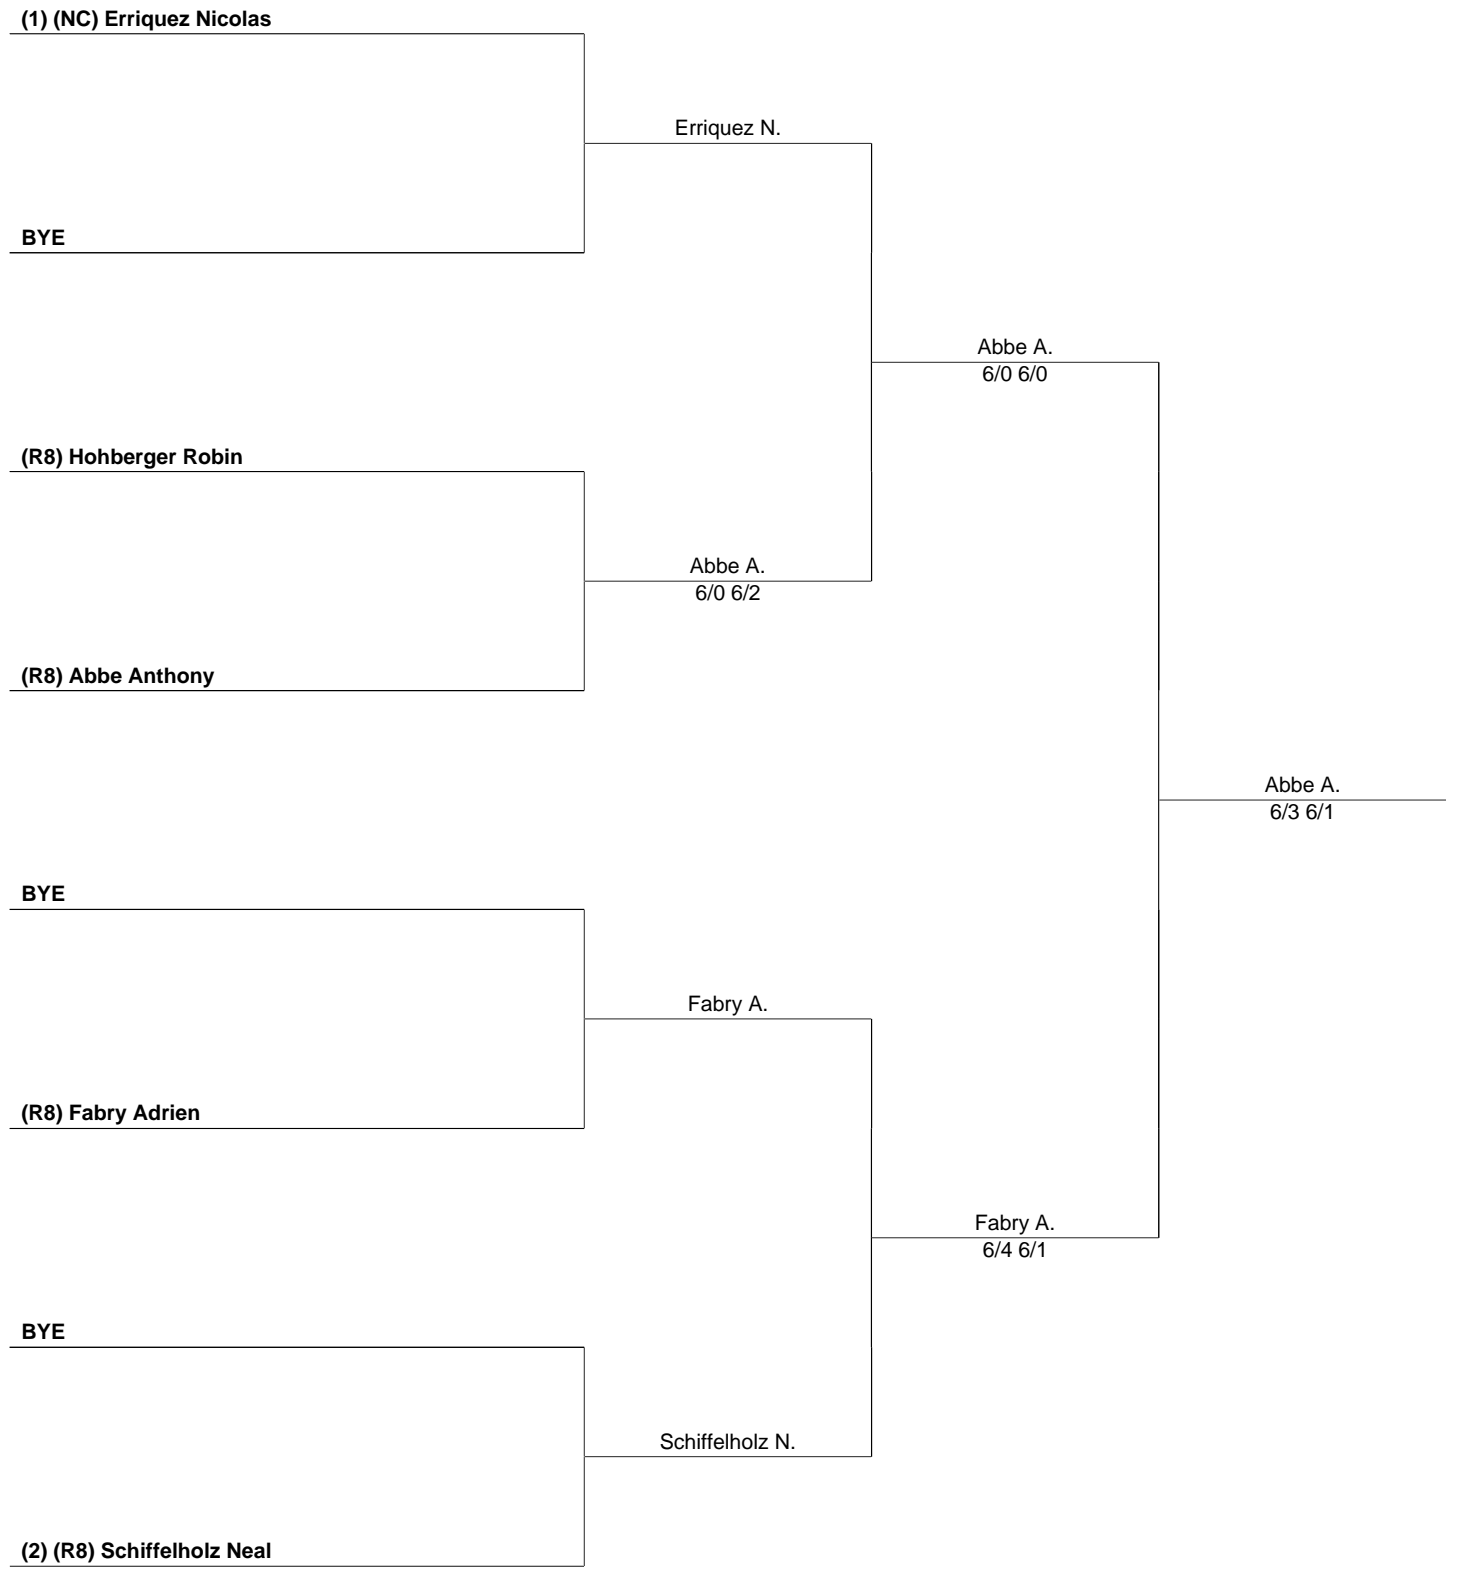 (1) (NC) Erriquez Nicolas
Erriquez N.
BYE
Abbe A.
6/0 6/0
(R8) Hohberger Robin
Abbe A.
6/0 6/2
(R8) Abbe Anthony
Abbe A.
6/3 6/1
BYE
Fabry A.
(R8) Fabry Adrien
Fabry A.
6/4 6/1
BYE
Schiffelholz N.
(2) (R8) Schiffelholz Neal